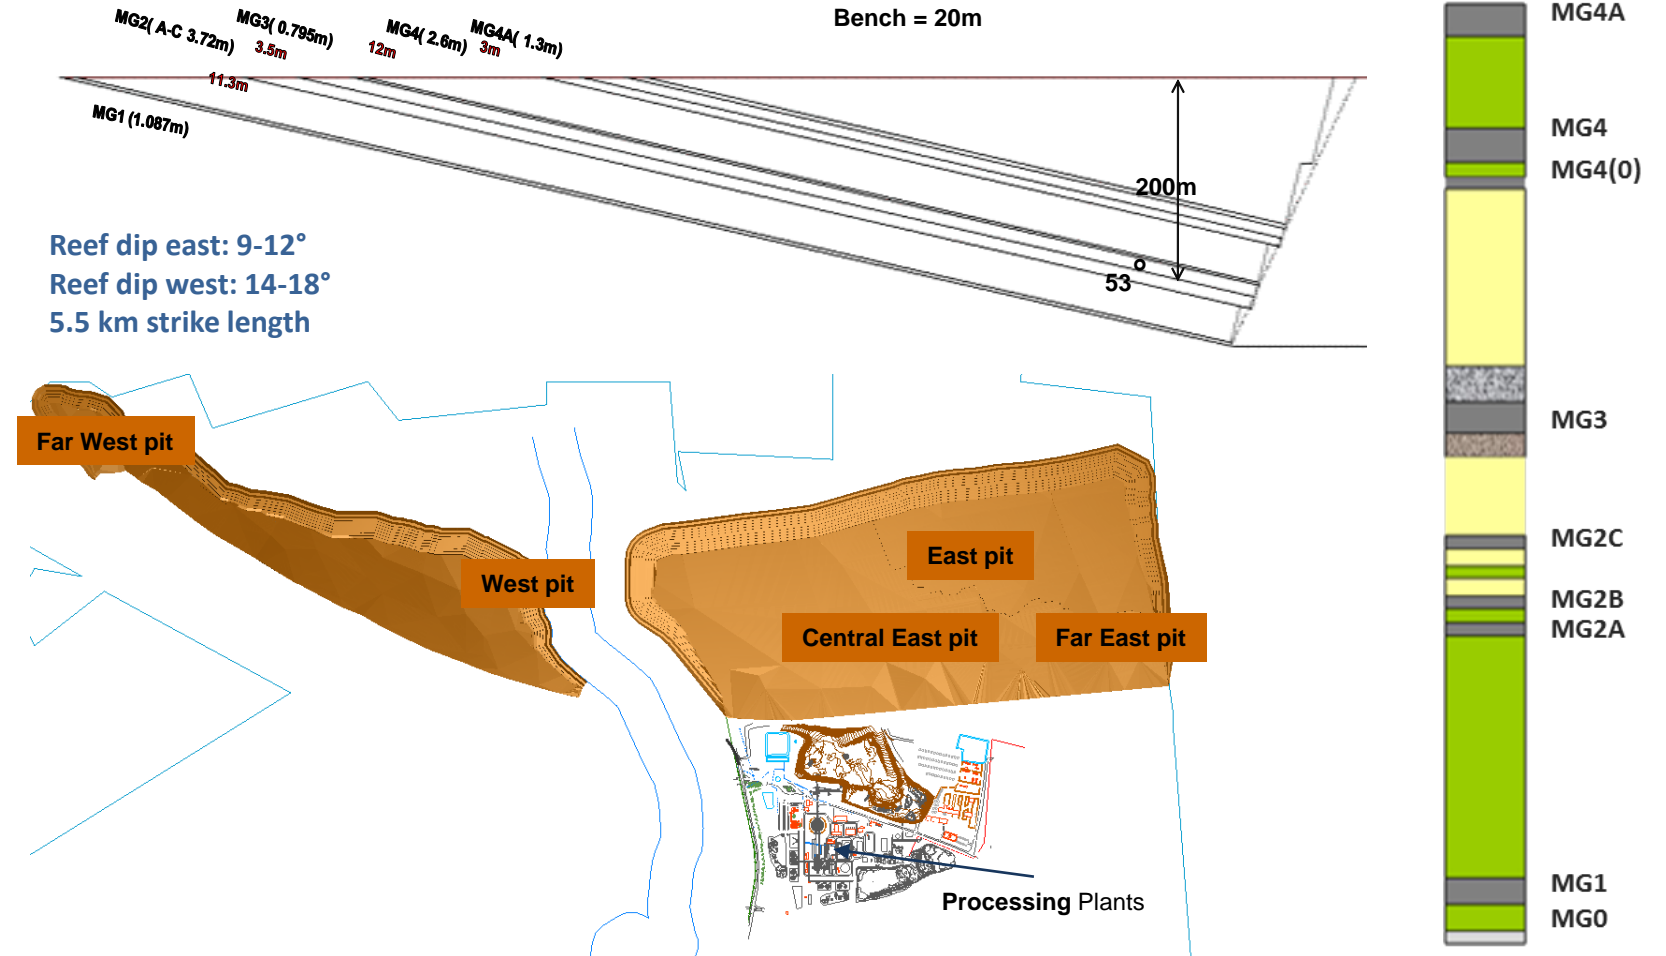 MG2( A-C 3.72m)
MG3( 0.795m)
MG4( 2.6m)
MG4A( 1.3m)
Bench = 20m
3.5m
12m
3m
11.3m
MG1 (1.087m)
200m
53°
Reef dip east: 9-12°
Reef dip west: 14-18°
5.5 km strike length
Far West pit
West pit
East pit
Central East pit
Far East pit
Processing Plants
MG4A
MG4
MG4(0)
MG3
MG2C
MG2B
MG2A
MG1
MG0